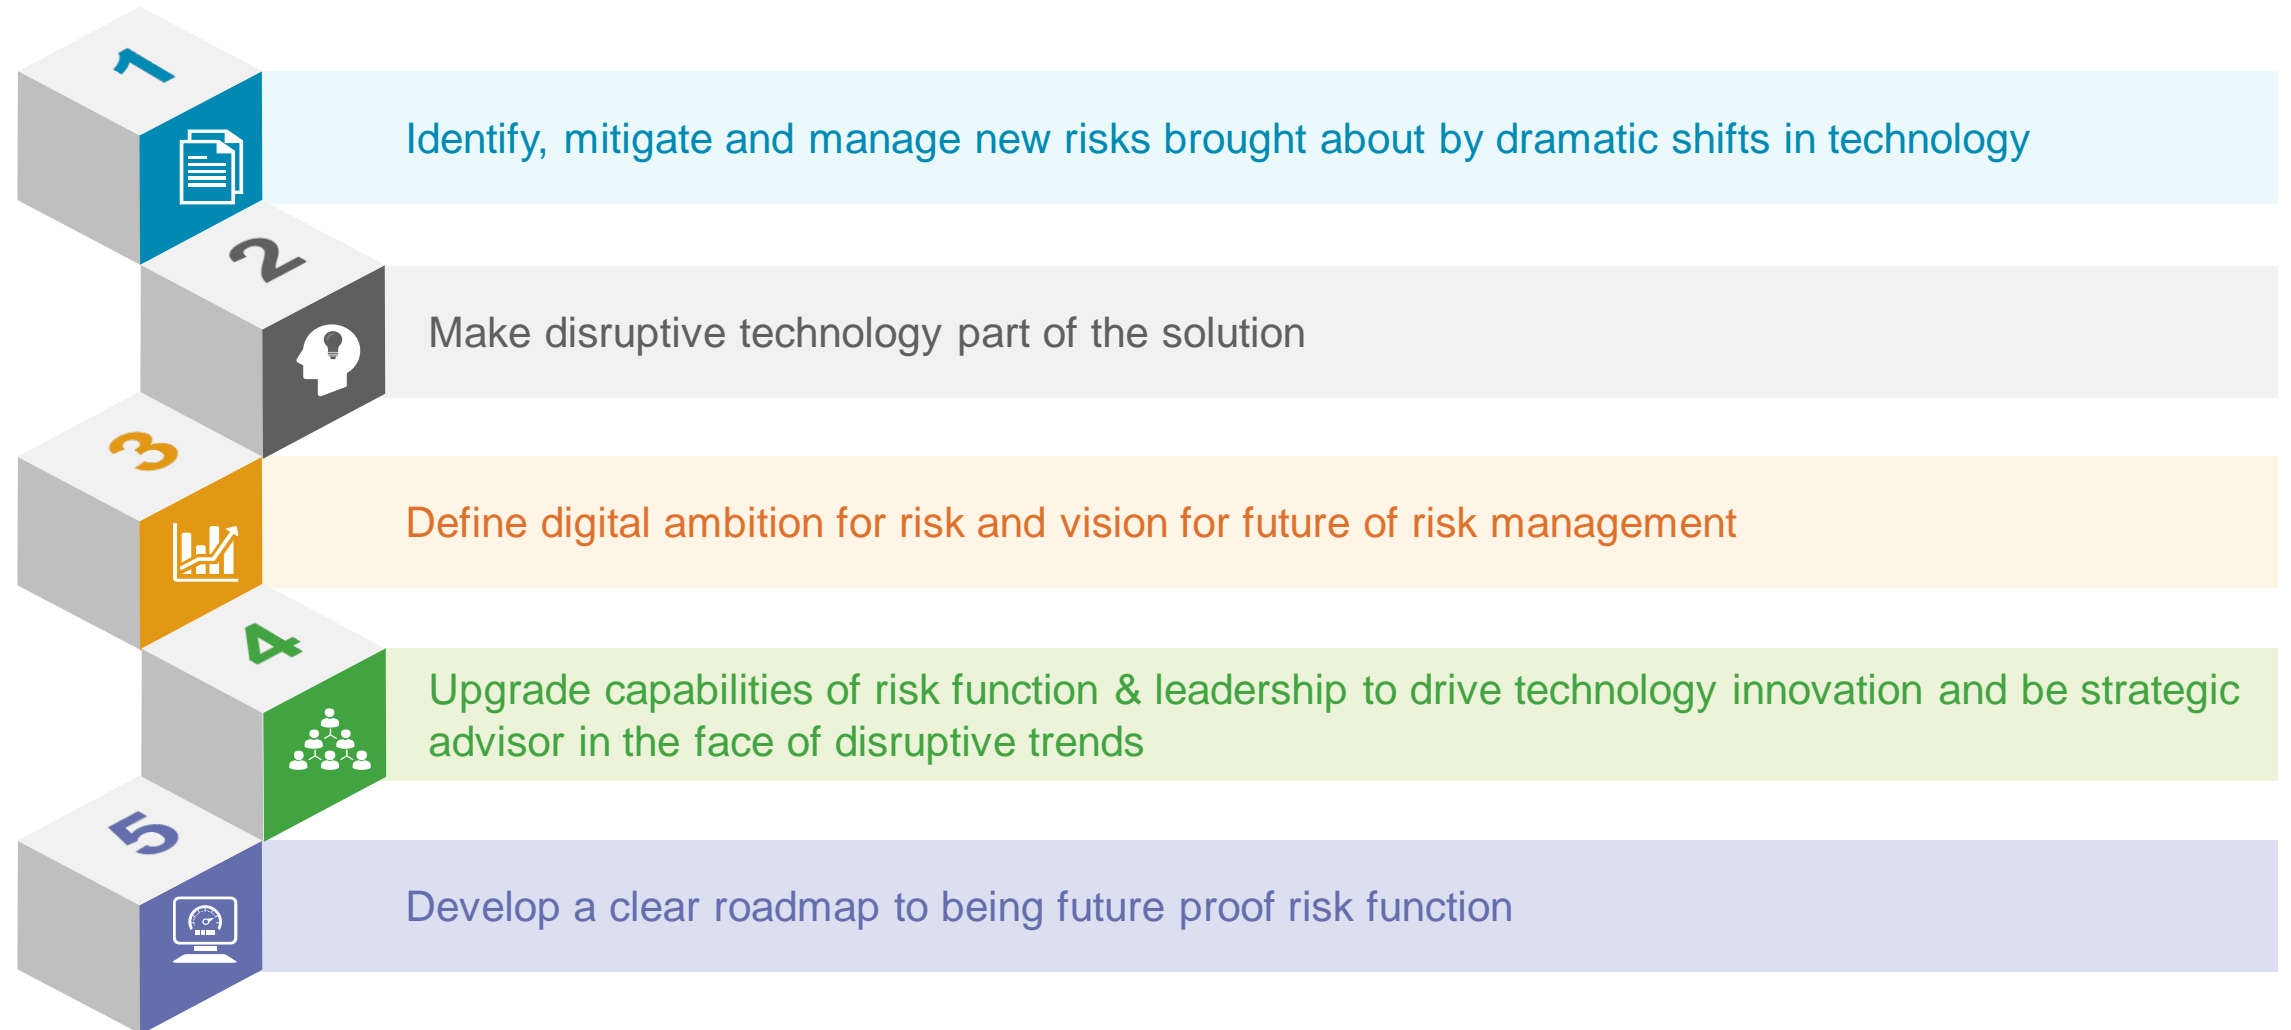 1
Identify, mitigate and manage new risks brought about by dramatic shifts in technology
2
Make disruptive technology part of the solution
3
Define digital ambition for risk and vision for future of risk management
4
Upgrade capabilities of risk function & leadership to drive technology innovation and be strategic
advisor in the face of disruptive trends
5
Develop a clear roadmap to being future proof risk function